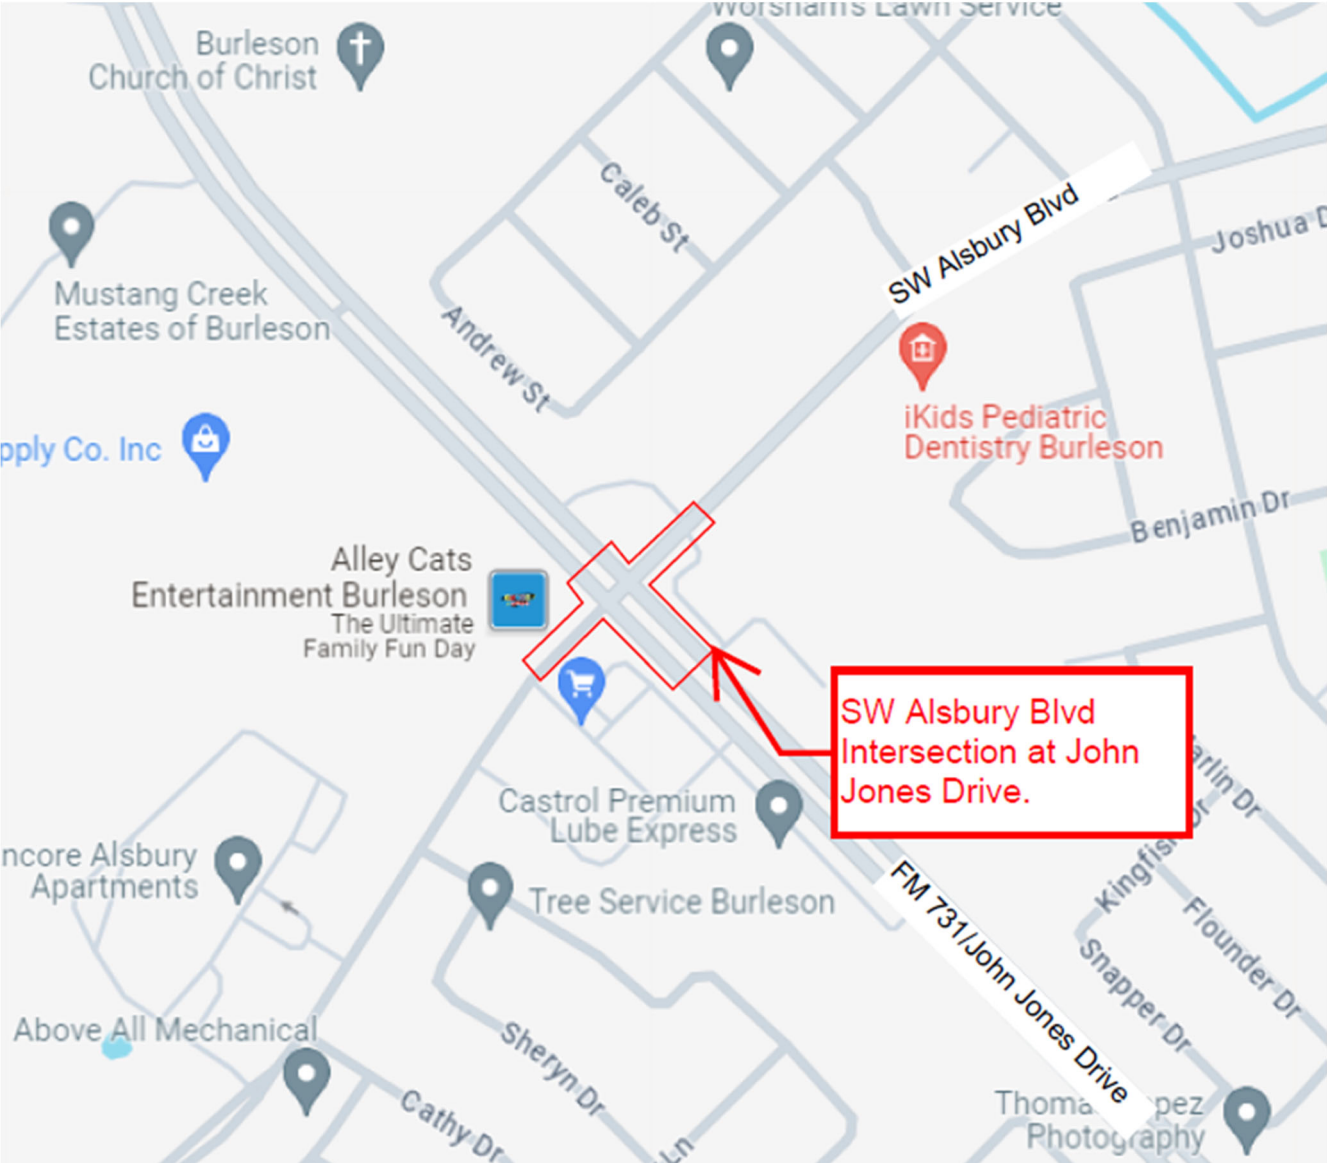 Worsham's Lawn Service
Burleson
Church of Christ
Caleb St
SW Alsbury Blvd
Joshua D
Mustang Creek
Estates of Burleson
Andrew St
iKids Pediatric
Dentistry Burleson
pply Co. Inc
Benjamin Dr
Alley Cats
Entertainment Burleson
The Ultimate
Family Fun Day
SW Alsbury Blvd
Intersection at John
Jones Drive.
arlin Dr
Castrol Premium
Lube Express
Kingfis Dr
ncore Alsbury
Apartments
Tree Service Burleson
FM 731/John Jones Drive
Flounder Dr
Snapper Dr
Above All Mechanical
Sheryn Dr
Cathy Dr
Ln
Thoma pez
Photography